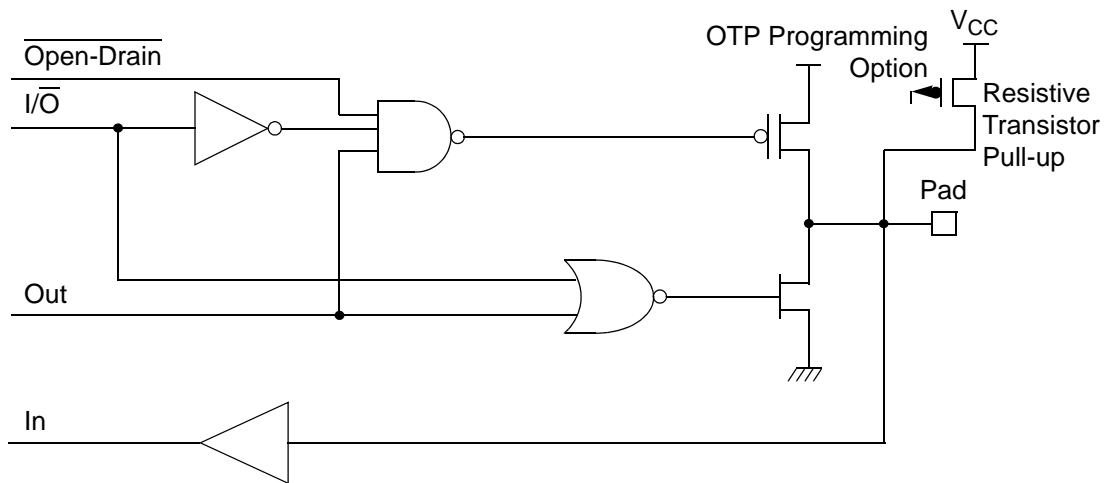 Open-Drain
I/O
Out
In
OTP Programming
Option
VCC
Resistive
Transistor
Pull-up
Pad